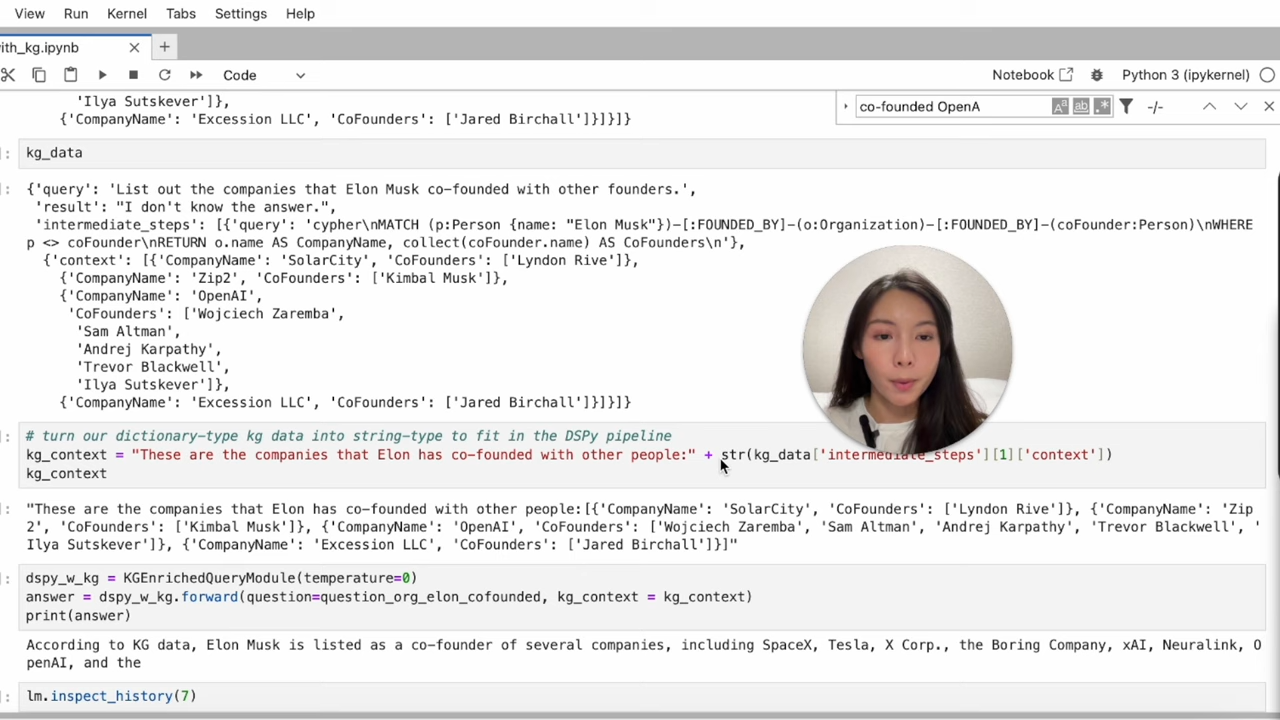 View Run Kernel Tabs Settings Help
ith_kg.ipynb
Code Notebook Python 3 (ipykernel)
co-founded OpenA Aa ab .* -/-
'Ilya Sutskever']},
{'CompanyName': 'Excession LLC', 'CoFounders': ['Jared Birchall']}]}]}
]: kg_data
]: {'query': 'List out the companies that Elon Musk co-founded with other founders.',
'result': "I don't know the answer.",
'intermediate_steps': [{'query': 'cypher\nMATCH (p:Person {name: "Elon Musk"})-[:FOUNDED_BY]-(o:Organization)-[:FOUNDED_BY]-(coFounder:Person)\nWHERE
p <> coFounder\nRETURN o.name AS CompanyName, collect(coFounder.name) AS CoFounders\n'},
{'context': [{'CompanyName': 'SolarCity', 'CoFounders': ['Lyndon Rive']},
{'CompanyName': 'Zip2', 'CoFounders': ['Kimbal Musk']},
{'CompanyName': 'OpenAI',
'CoFounders': ['Wojciech Zaremba',
'Sam Altman',
'Andrej Karpathy',
'Trevor Blackwell',
'Ilya Sutskever']},
{'CompanyName': 'Excession LLC', 'CoFounders': ['Jared Birchall']}]}]}
]: # turn our dictionary-type kg data into string-type to fit in the DSPy pipeline
kg_context = "These are the companies that Elon has co-founded with other people:" + str(kg_data['intermediate_steps'][1]['context'])
kg_context
]: "These are the companies that Elon has co-founded with other people:[{'CompanyName': 'SolarCity', 'CoFounders': ['Lyndon Rive']}, {'CompanyName': 'Zip
2', 'CoFounders': ['Kimbal Musk']}, {'CompanyName': 'OpenAI', 'CoFounders': ['Wojciech Zaremba', 'Sam Altman', 'Andrej Karpathy', 'Trevor Blackwell', '
Ilya Sutskever']}, {'CompanyName': 'Excession LLC', 'CoFounders': ['Jared Birchall']}]"
]: dspy_w_kg = KGEnrichedQueryModule(temperature=0)
answer = dspy_w_kg.forward(question=question_org_elon_cofounded, kg_context = kg_context)
print(answer)
According to KG data, Elon Musk is listed as a co-founder of several companies, including SpaceX, Tesla, X Corp., the Boring Company, xAI, Neuralink, O
penAI, and the
]: lm.inspect_history(7)